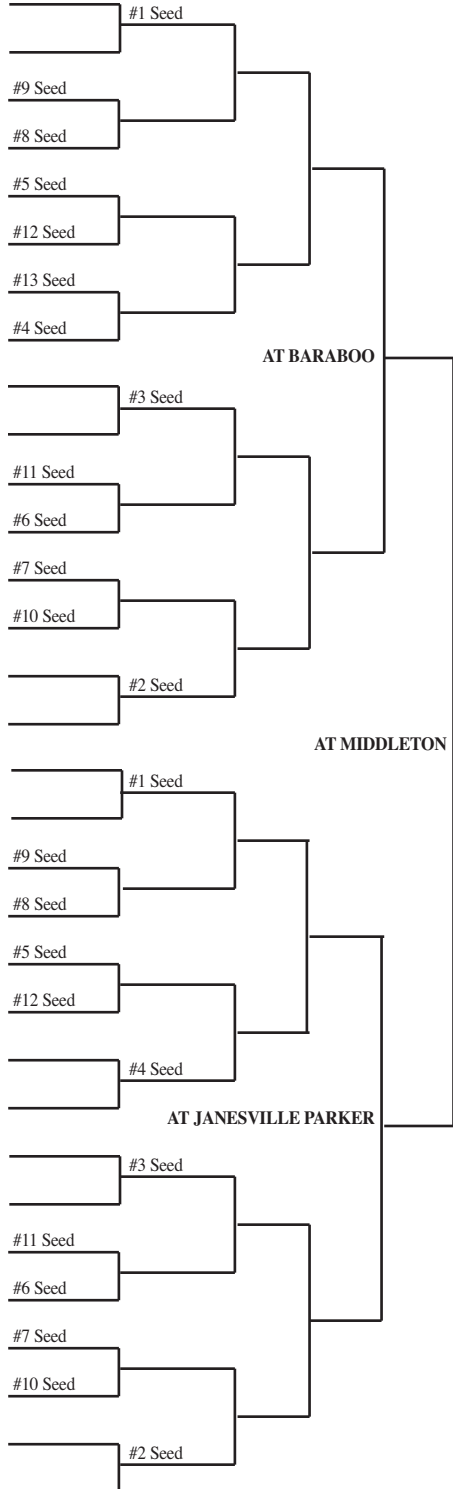 #1 Seed
#9 Seed
#8 Seed
#5 Seed
#12 Seed
#13 Seed
#4 Seed
AT BARABOO
#3 Seed
#11 Seed
#6 Seed
#7 Seed
#10 Seed
#2 Seed
AT MIDDLETON
#1 Seed
#9 Seed
#8 Seed
#5 Seed
#12 Seed
#4 Seed
AT JANESVILLE PARKER
#3 Seed
#11 Seed
#6 Seed
#7 Seed
#10 Seed
#2 Seed